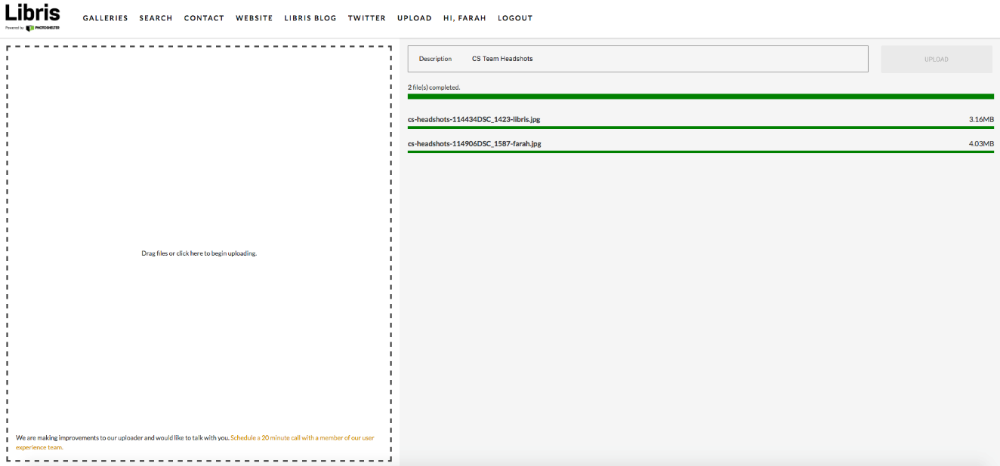 Libris
Powered by PHOTOSHELTER
GALLERIES SEARCH CONTACT WEBSITE LIBRIS BLOG TWITTER UPLOAD HI, FARAH LOGOUT
Drag files or click here to begin uploading.
We are making improvements to our uploader and would like to talk with you. Schedule a 20 minute call with a member of our user
experience team.
Description CS Team Headshots
UPLOAD
2 file(s) completed.
cs-headshots-114434DSC_1423-libris.jpg 3.16MB
cs-headshots-114906DSC_1587-farah.jpg 4.03MB